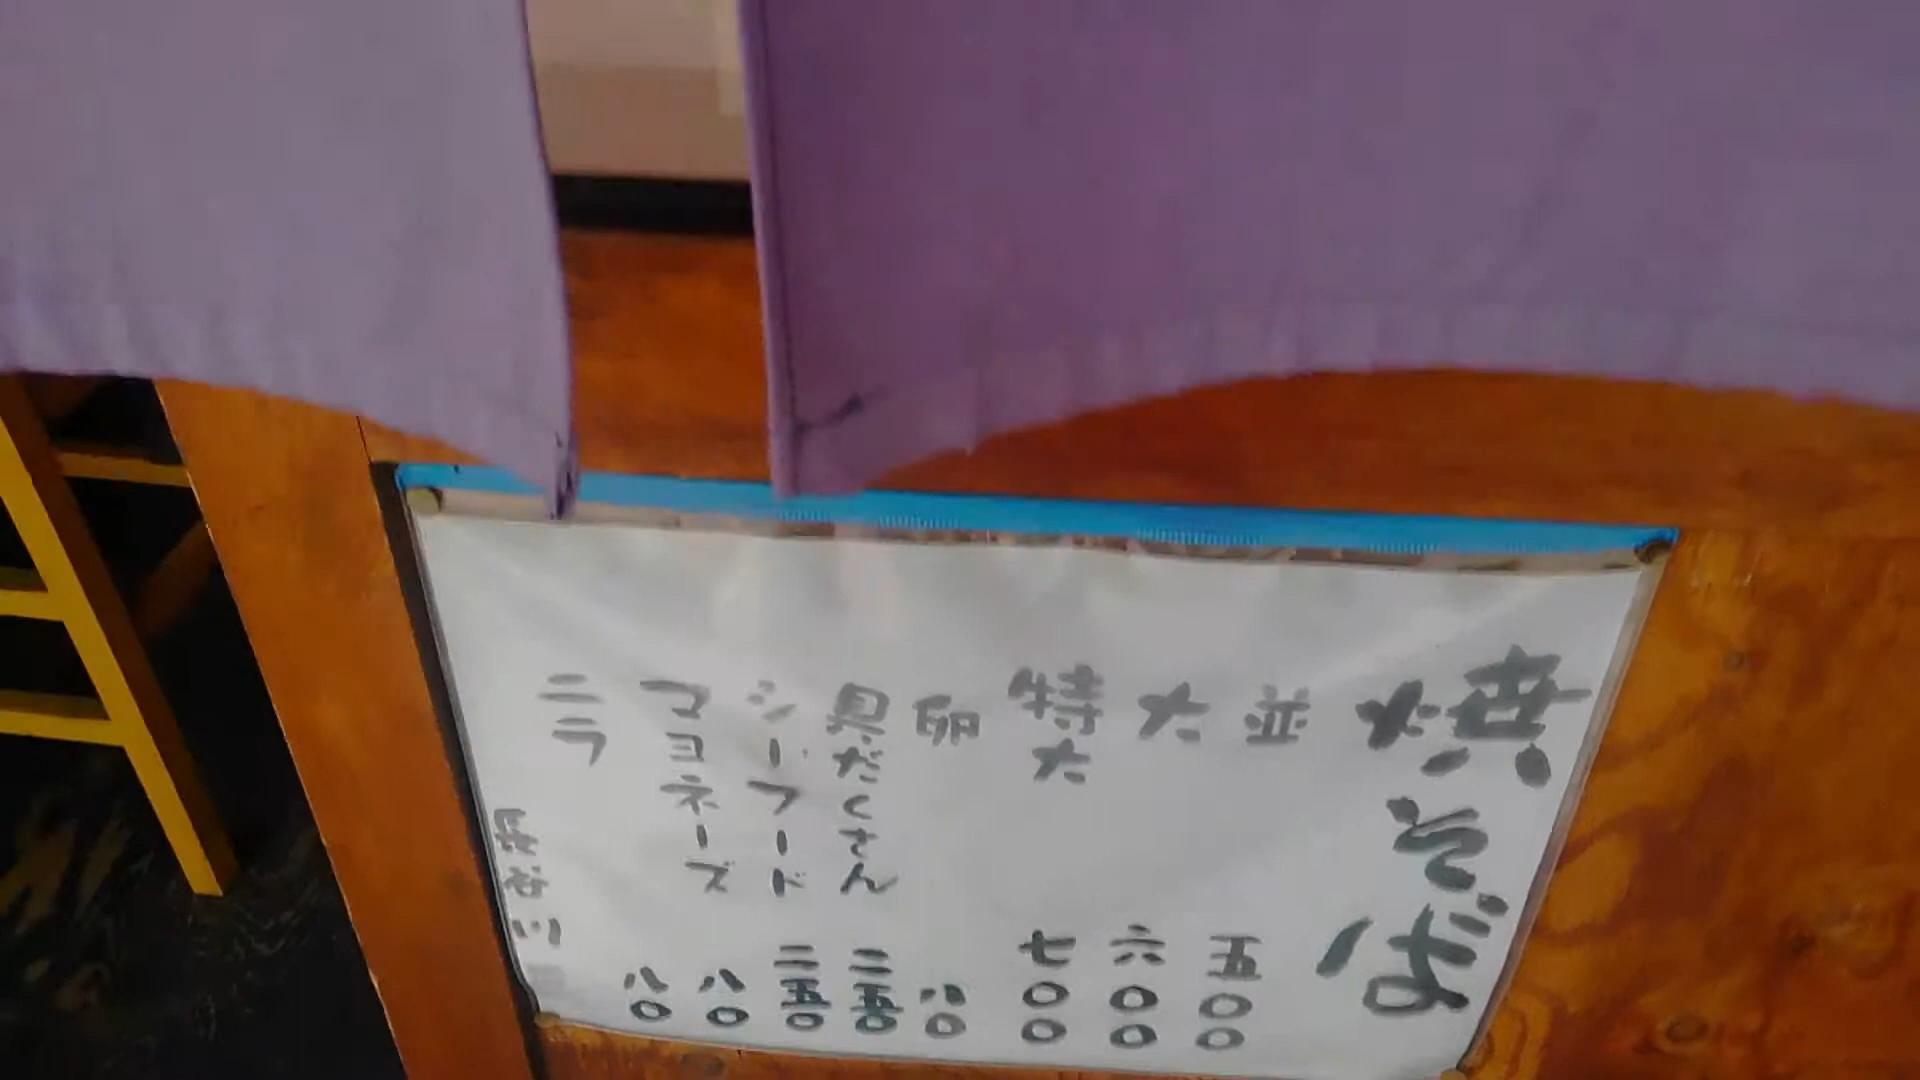 焼そば
並 五〇〇
大 六〇〇
特大 七〇〇
卵 八〇
具だくさん 二五〇
シーフード 二五〇
マヨネーズ 八〇
ニラ 八〇
長谷川